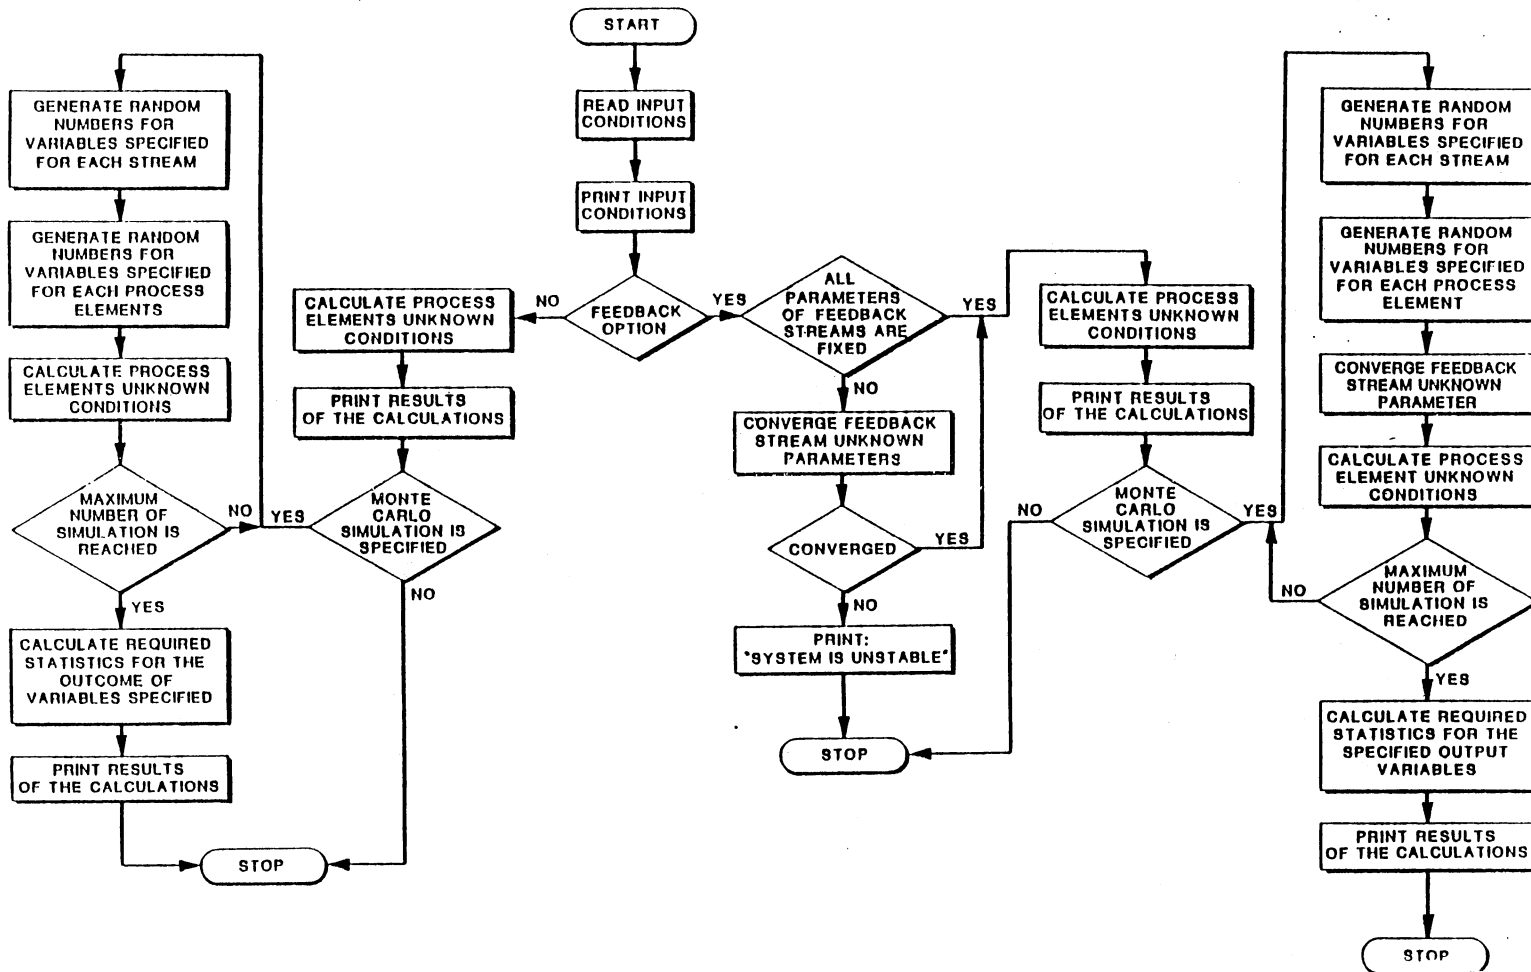 START
READ INPUT
CONDITIONS
PRINT INPUT
CONDITIONS
FEEDBACK
OPTION
NO
YES
CALCULATE PROCESS
ELEMENTS UNKNOWN
CONDITIONS
PRINT RESULTS
OF THE CALCULATIONS
MONTE
CARLO
SIMULATION IS
SPECIFIED
YES
NO
GENERATE RANDOM
NUMBERS FOR
VARIABLES SPECIFIED
FOR EACH STREAM
GENERATE RANDOM
NUMBERS FOR
VARIABLES SPECIFIED
FOR EACH PROCESS
ELEMENTS
CALCULATE PROCESS
ELEMENTS UNKNOWN
CONDITIONS
MAXIMUM
NUMBER OF
SIMULATION IS
REACHED
NO
YES
CALCULATE REQUIRED
STATISTICS FOR THE
OUTCOME OF
VARIABLES SPECIFIED
PRINT RESULTS
OF THE CALCULATIONS
STOP
ALL
PARAMETERS
OF FEEDBACK
STREAMS ARE
FIXED
YES
NO
CONVERGE FEEDBACK
STREAM UNKNOWN
PARAMETERS
CONVERGED
YES
NO
PRINT:
"SYSTEM IS UNSTABLE"
STOP
CALCULATE PROCESS
ELEMENTS UNKNOWN
CONDITIONS
PRINT RESULTS
OF THE CALCULATIONS
MONTE
CARLO
SIMULATION IS
SPECIFIED
NO
YES
GENERATE RANDOM
NUMBERS FOR
VARIABLES SPECIFIED
FOR EACH STREAM
GENERATE RANDOM
NUMBERS FOR
VARIABLES SPECIFIED
FOR EACH PROCESS
ELEMENT
CONVERGE FEEDBACK
STREAM UNKNOWN
PARAMETER
CALCULATE PROCESS
ELEMENT UNKNOWN
CONDITIONS
MAXIMUM
NUMBER OF
SIMULATION IS
REACHED
NO
YES
CALCULATE REQUIRED
STATISTICS FOR THE
SPECIFIED OUTPUT
VARIABLES
PRINT RESULTS
OF THE CALCULATIONS
STOP